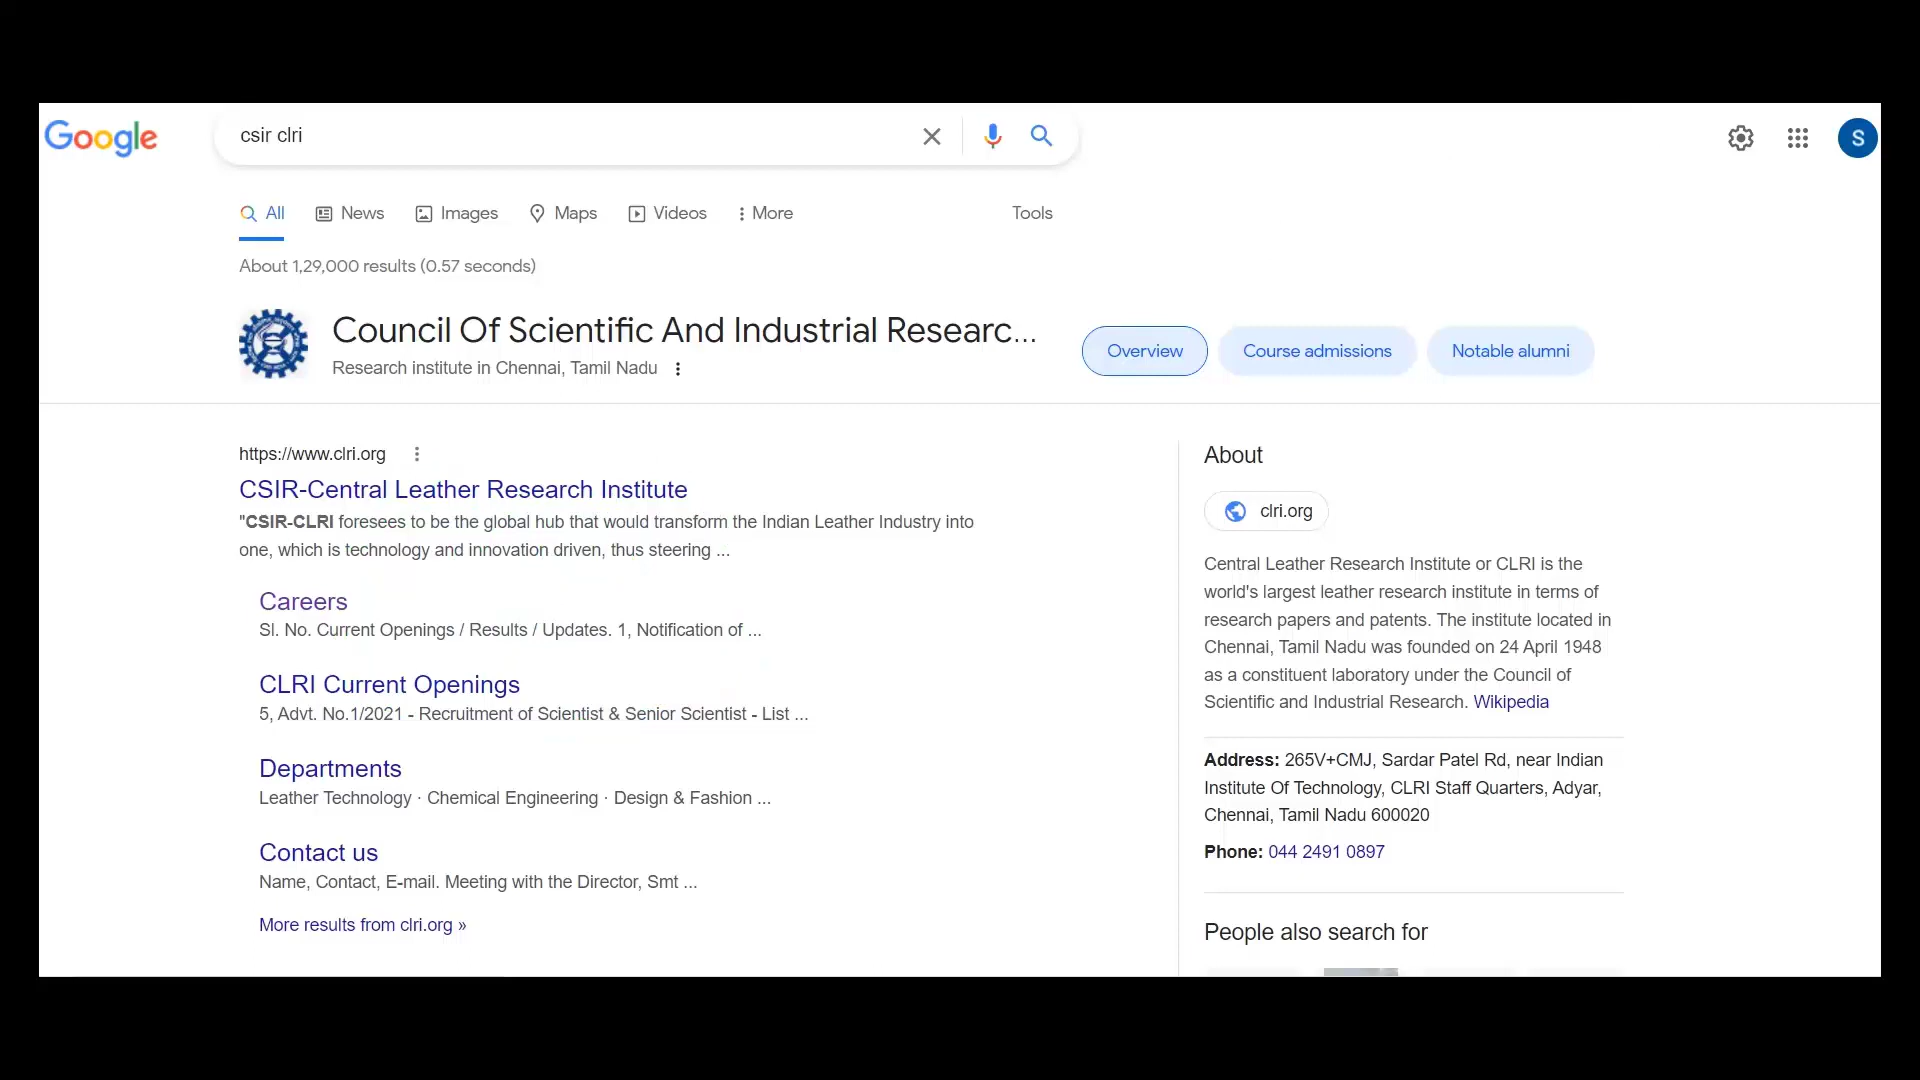 Google
csir clri
S
All
News
Images
Maps
Videos
More
Tools
About 1,29,000 results (0.57 seconds)
Council Of Scientific And Industrial Researc...
Research institute in Chennai, Tamil Nadu
Overview
Course admissions
Notable alumni
https://www.clri.org
CSIR-Central Leather Research Institute
"CSIR-CLRI foresees to be the global hub that would transform the Indian Leather Industry into
one, which is technology and innovation driven, thus steering ...
Careers
Sl. No. Current Openings / Results / Updates. 1, Notification of ...
CLRI Current Openings
5, Advt. No.1/2021 - Recruitment of Scientist & Senior Scientist - List ...
Departments
Leather Technology · Chemical Engineering · Design & Fashion ...
Contact us
Name, Contact, E-mail. Meeting with the Director, Smt ...
More results from clri.org »
About
clri.org
Central Leather Research Institute or CLRI is the
world's largest leather research institute in terms of
research papers and patents. The institute located in
Chennai, Tamil Nadu was founded on 24 April 1948
as a constituent laboratory under the Council of
Scientific and Industrial Research. Wikipedia
Address: 265V+CMJ, Sardar Patel Rd, near Indian
Institute Of Technology, CLRI Staff Quarters, Adyar,
Chennai, Tamil Nadu 600020
Phone: 044 2491 0897
People also search for